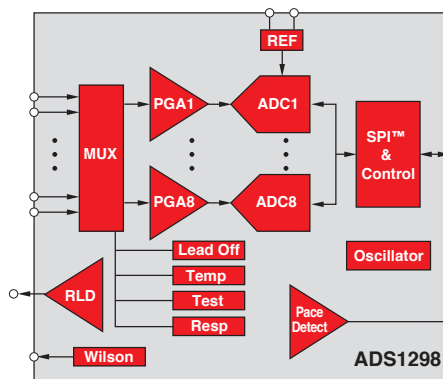 REF
PGA1
ADC1
MUX
SPI™
&
Control
PGA8
ADC8
Lead Off
Temp
Test
Resp
Oscillator
RLD
Pace
Detect
Wilson
ADS1298